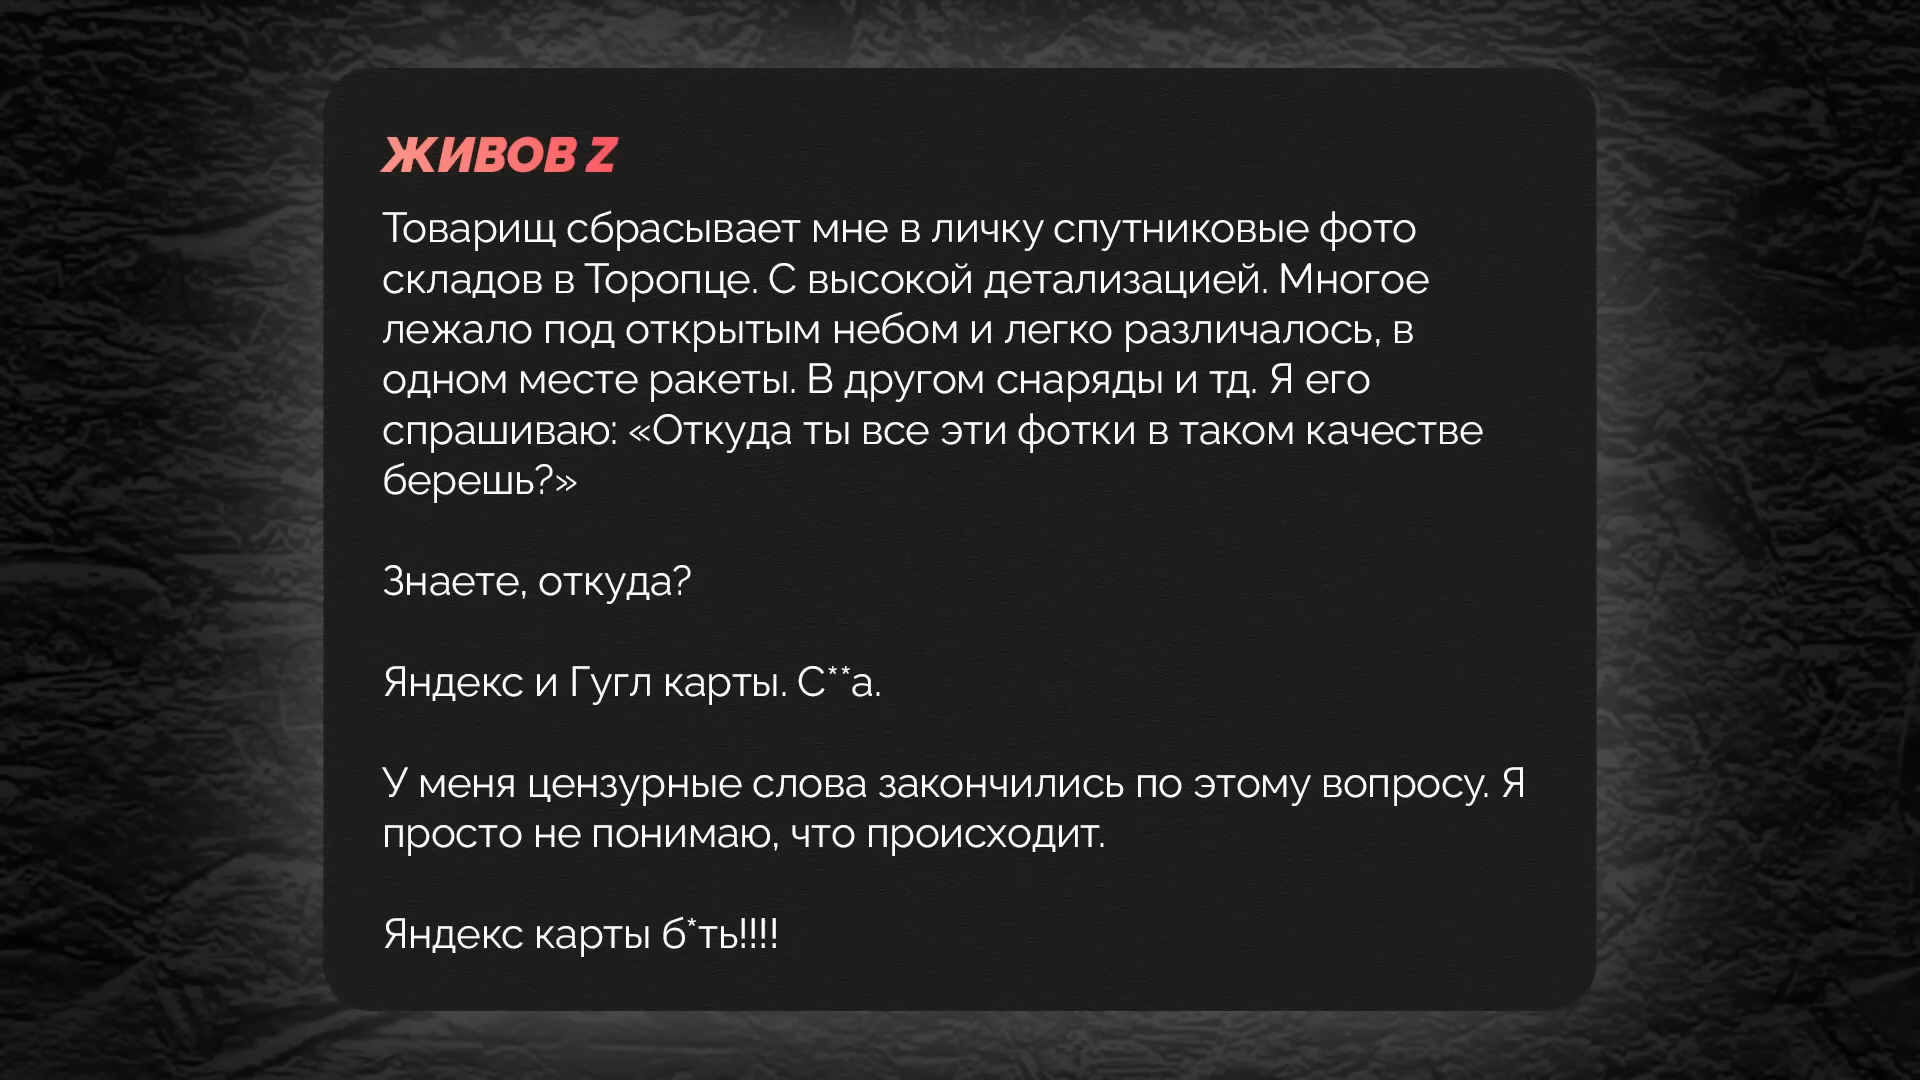 ЖИВОВ Z
Товарищ сбрасывает мне в личку спутниковые фото
складов в Торопце. С высокой детализацией. Многое
лежало под открытым небом и легко различалось, в
одном месте ракеты. В другом снаряды и тд. Я его
спрашиваю: «Откуда ты все эти фотки в таком качестве
берешь?»
Знаете, откуда?
Яндекс и Гугл карты. С**а.
У меня цензурные слова закончились по этому вопросу. Я
просто не понимаю, что происходит.
Яндекс карты б*ть!!!!